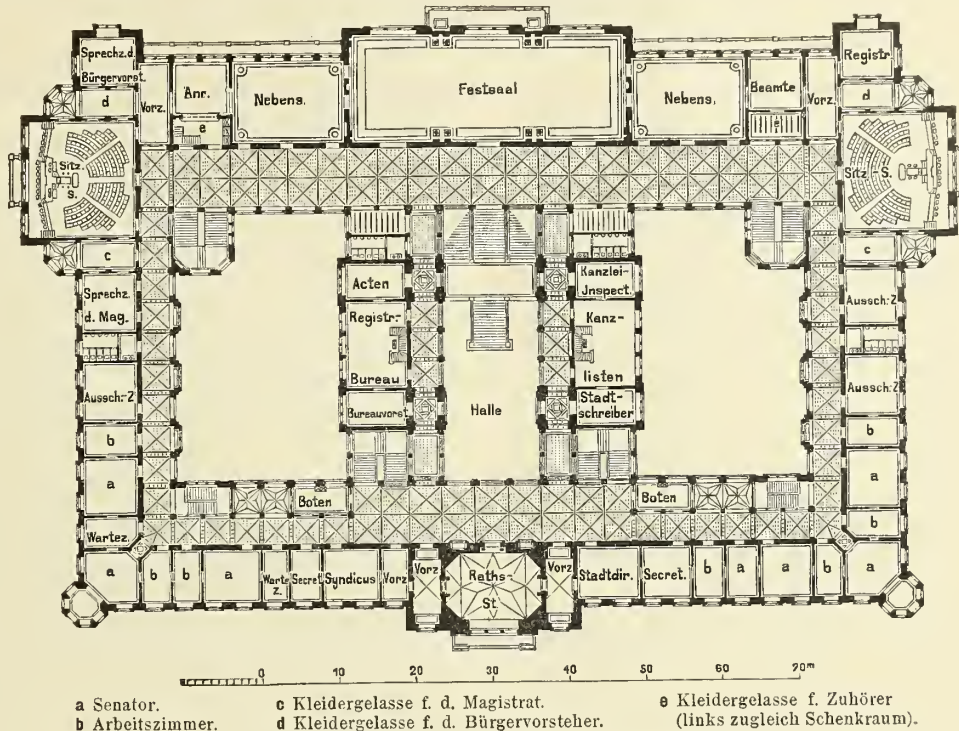 Sprechz.d.
Bürgervorst.
d
Vorz.
Anr.
e
Nebens.
Festsaal
Nebens.
Beamte
e
Vorz.
Registr
d
Sitz.
S.
Sitz.-S.
c
c
Sprechz.
d. Mag.
Acten
Kanzlei-
Jnspect.
Aussch.-Z
Registr.-
Bureau
Kanz-
listen
Aussch.-Z
Bureauvorst.
Halle
Stadt-
schreiber
Aussch.-Z
b
b
a
a
Boten
Boten
Wartez.
b
a
b
b
a
Warte
z.
Secret.
Syndicus
Vorz
Vorz
Raths-
St.
Vorz
Stadtdir.
Secret.
b
a
a
b
a
0 10 20 30 40 50 60 70m
a Senator.
b Arbeitszimmer.
c Kleidergelasse f. d. Magistrat.
d Kleidergelasse f. d. Bürgervorsteher.
e Kleidergelasse f. Zuhörer
(links zugleich Schenkraum).